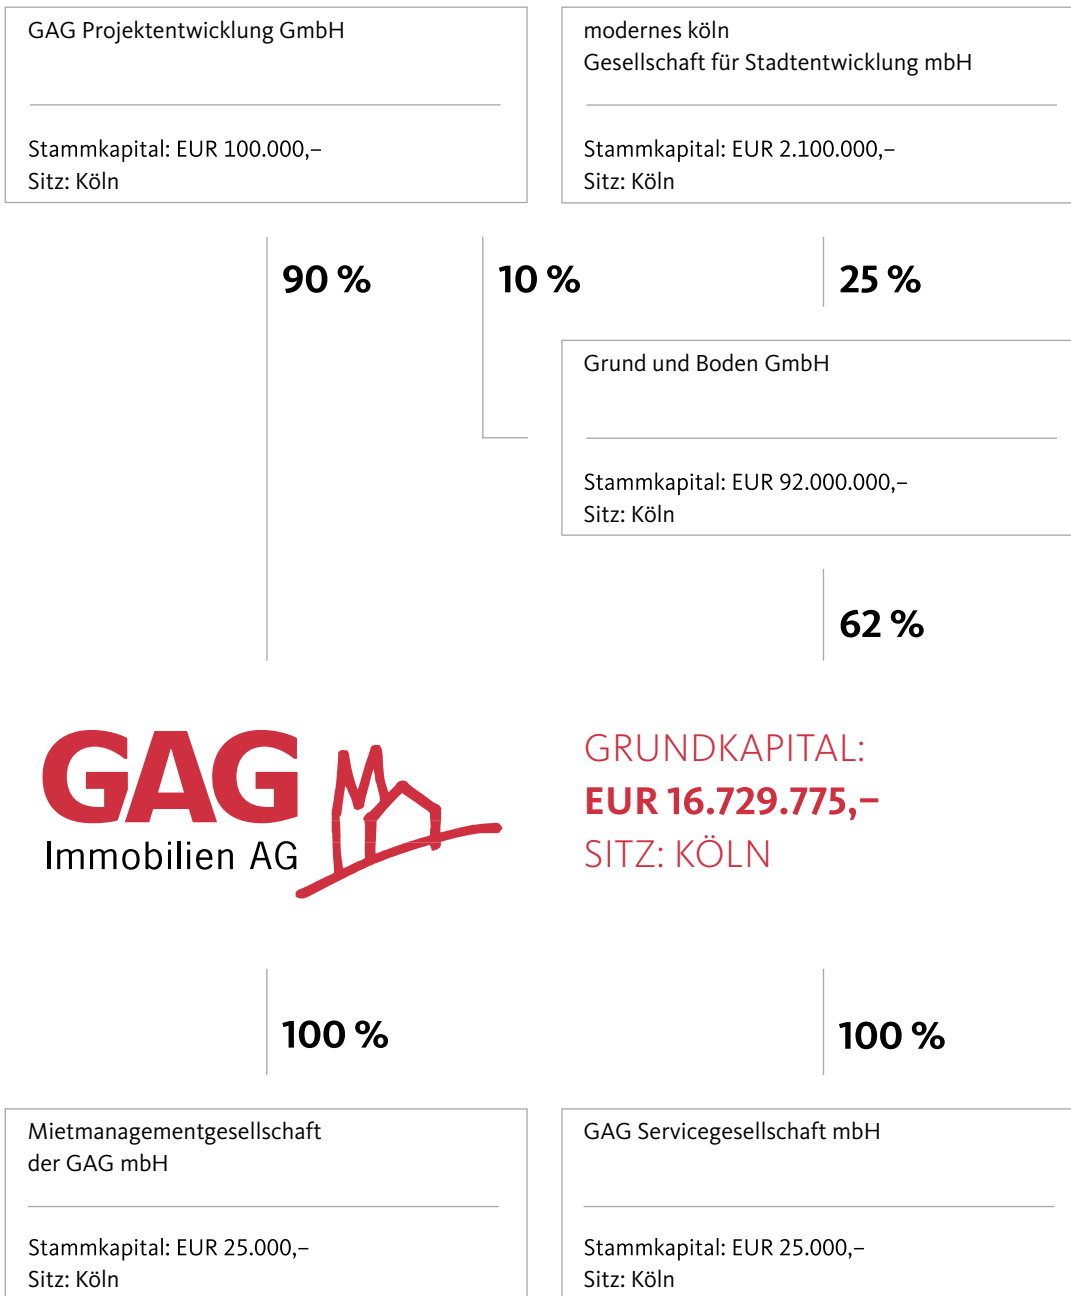 GAG Projektentwicklung GmbH
Stammkapital: EUR 100.000,–
Sitz: Köln
modernes köln
Gesellschaft für Stadtentwicklung mbH
Stammkapital: EUR 2.100.000,–
Sitz: Köln
90 %
10 %
25 %
Grund und Boden GmbH
Stammkapital: EUR 92.000.000,–
Sitz: Köln
62 %
GAG
Immobilien AG
GRUNDKAPITAL:
EUR 16.729.775,–
SITZ: KÖLN
100 %
100 %
Mietmanagementgesellschaft
der GAG mbH
Stammkapital: EUR 25.000,–
Sitz: Köln
GAG Servicegesellschaft mbH
Stammkapital: EUR 25.000,–
Sitz: Köln